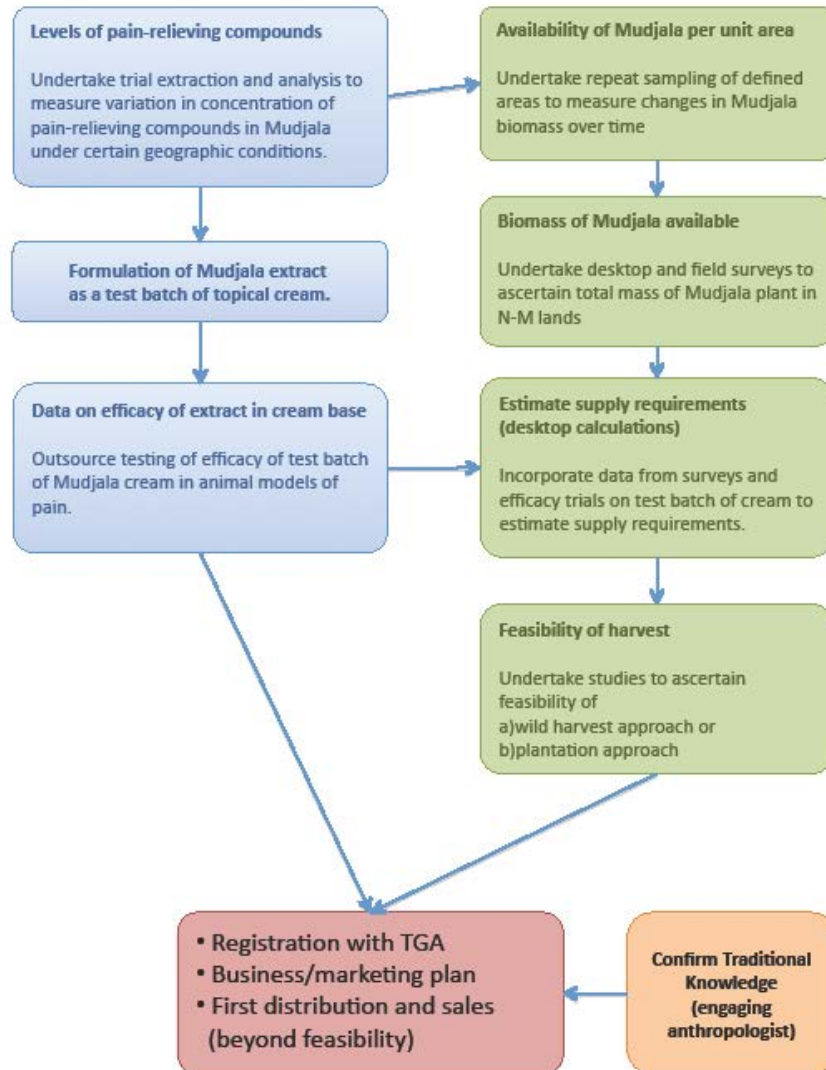 Levels of pain-relieving compounds
Undertake trial extraction and analysis to
measure variation in concentration of
pain-relieving compounds in Mudjala
under certain geographic conditions.
Formulation of Mudjala extract
as a test batch of topical cream.
Data on efficacy of extract in cream base
Outsource testing of efficacy of test batch
of Mudjala cream in animal models of
pain.
Availability of Mudjala per unit area
Undertake repeat sampling of defined
areas to measure changes in Mudjala
biomass over time
Biomass of Mudjala available
Undertake desktop and field surveys to
ascertain total mass of Mudjala plant in
N-M lands
Estimate supply requirements
(desktop calculations)
Incorporate data from surveys and
efficacy trials on test batch of cream to
estimate supply requirements.
Feasibility of harvest
Undertake studies to ascertain
feasibility of
a)wild harvest approach or
b)plantation approach
• Registration with TGA
• Business/marketing plan
• First distribution and sales
(beyond feasibility)
Confirm Traditional
Knowledge
(engaging
anthropologist)